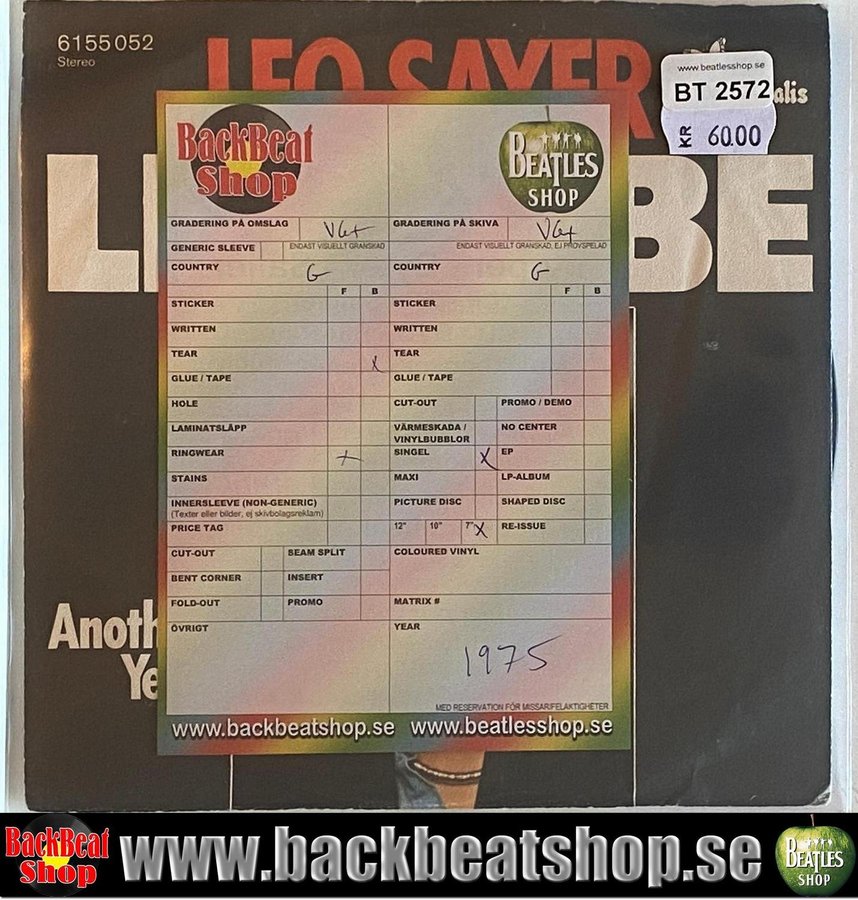 6155 052
Stereo
LEO SAYER
alis
www.beatlesshop.se
BT 2572
KR 60.00
BE
BackBeat
Shop
BEATLES
SHOP
GRADERING PÅ OMSLAG VG+ GRADERING PÅ SKIVA VG+
GENERIC SLEEVE ENDAST VISUELLT GRANSKAD ENDAST VISUELLT GRANSKAD, EJ PROVSPELAD
COUNTRY G COUNTRY G
F B F B
STICKER STICKER
WRITTEN WRITTEN
TEAR X TEAR
GLUE / TAPE GLUE / TAPE
HOLE CUT-OUT PROMO / DEMO
LAMINATSLÄPP VÄRMESKADA / VINYLBUBBLOR NO CENTER
RINGWEAR + SINGEL X EP
STAINS MAXI LP-ALBUM
INNERSLEEVE (NON-GENERIC) PICTURE DISC SHAPED DISC
(Texter eller bilder, ej skivbolagsreklam)
PRICE TAG 12" 10" 7" X RE-ISSUE
CUT-OUT BEAM SPLIT COLOURED VINYL
BENT CORNER INSERT
FOLD-OUT PROMO MATRIX #
ÖVRIGT YEAR
1975
MED RESERVATION FÖR MISSAR/FELAKTIGHETER
www.backbeatshop.se www.beatlesshop.se
Anoth
Ye
BackBeat
Shop
www.backbeatshop.se
BEATLES
SHOP